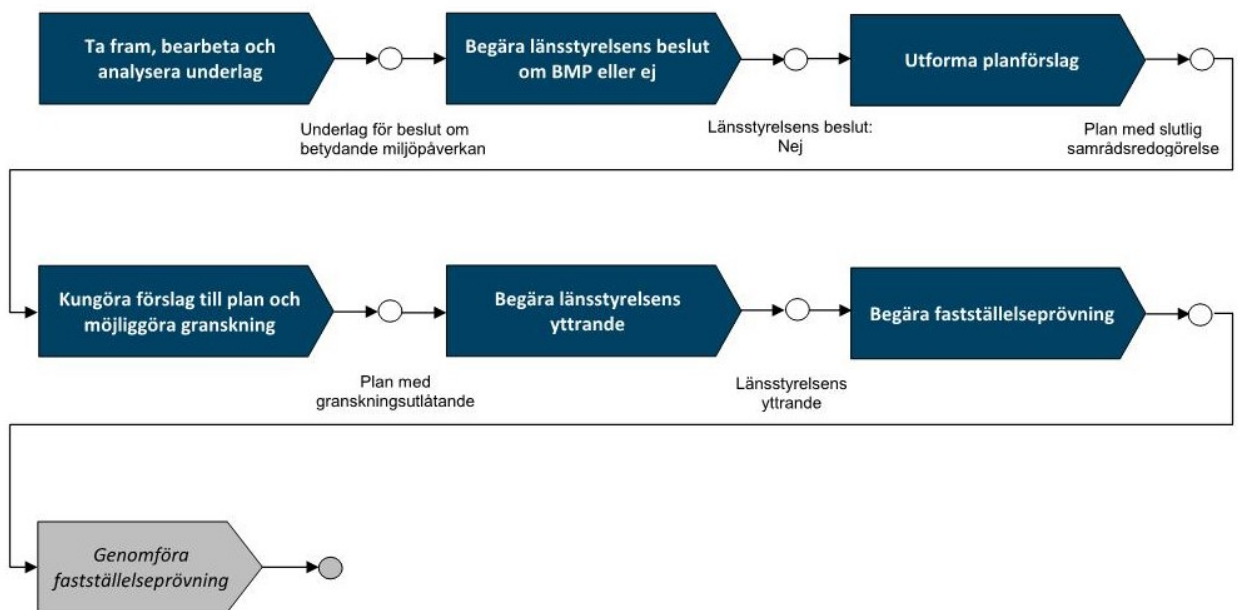 Ta fram, bearbeta och
analysera underlag
Begära länsstyrelsens beslut
om BMP eller ej
Utforma planförslag
Underlag för beslut om
betydande miljöpåverkan
Länsstyrelsens beslut:
Nej
Plan med slutlig
samrådsredogörelse
Kungöra förslag till plan och
möjliggöra granskning
Begära länsstyrelsens
yttrande
Begära fastställelseprövning
Plan med
granskningsutlåtande
Länsstyrelsens
yttrande
Genomföra
fastställelseprövning